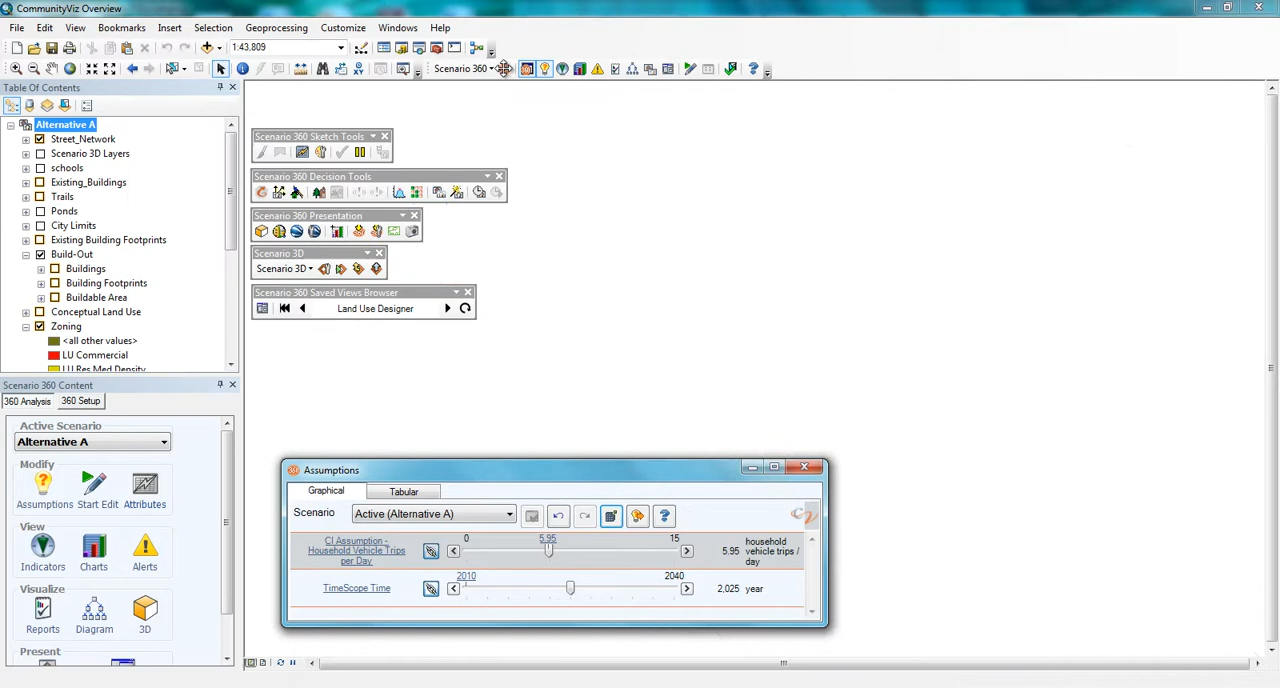 CommunityViz Overview
File Edit View Bookmarks Insert Selection Geoprocessing Customize Windows Help
1:43,809
Scenario 360
Table Of Contents
Alternative A
Street_Network
Scenario 3D Layers
schools
Existing_Buildings
Trails
Ponds
City Limits
Existing Building Footprints
Build-Out
Buildings
Building Footprints
Buildable Area
Conceptual Land Use
Zoning
<all other values>
LU Commercial
LU Res Med Density
Scenario 360 Content
360 Analysis 360 Setup
Active Scenario
Alternative A
Modify
Assumptions Start Edit Attributes
View
Indicators Charts Alerts
Visualize
Reports Diagram 3D
Present
Scenario 360 Sketch Tools
Scenario 360 Decision Tools
Scenario 360 Presentation
Scenario 3D
Scenario 3D
Scenario 360 Saved Views Browser
Land Use Designer
Assumptions
Graphical Tabular
Scenario Active (Alternative A)
CI Assumption -
Household Vehicle Trips
per Day
0 5.95 15
5.95 household
vehicle trips /
day
TimeScope Time
2010 2040
2,025 year